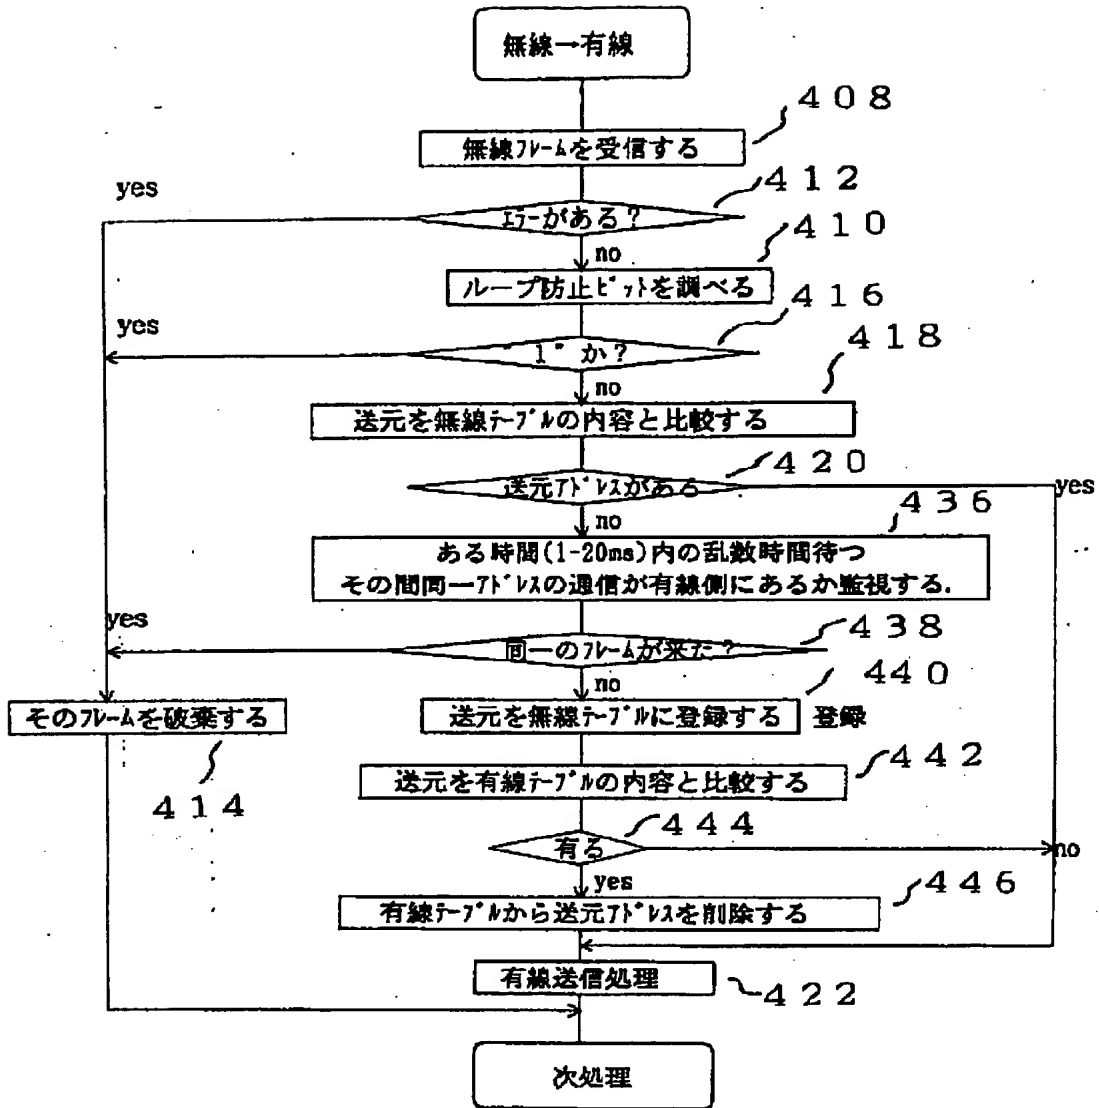 無線→有線
408
無線フレームを受信する
412
yes
エラーがある?
no
410
ループ防止ビットを調べる
416
yes
1”か?
no
418
送元を無線テーブルの内容と比較する
420
送元アドレスがある
yes
no
436
ある時間(1-20ms)内の乱数時間待つ
その間同一アドレスの通信が有線側にあるか監視する.
yes
438
同一のフレームが来た?
no
440
そのフレームを破棄する
414
送元を無線テーブルに登録する 登録
442
送元を有線テーブルの内容と比較する
444
有る
no
yes
446
有線テーブルから送元アドレスを削除する
有線送信処理
422
次処理